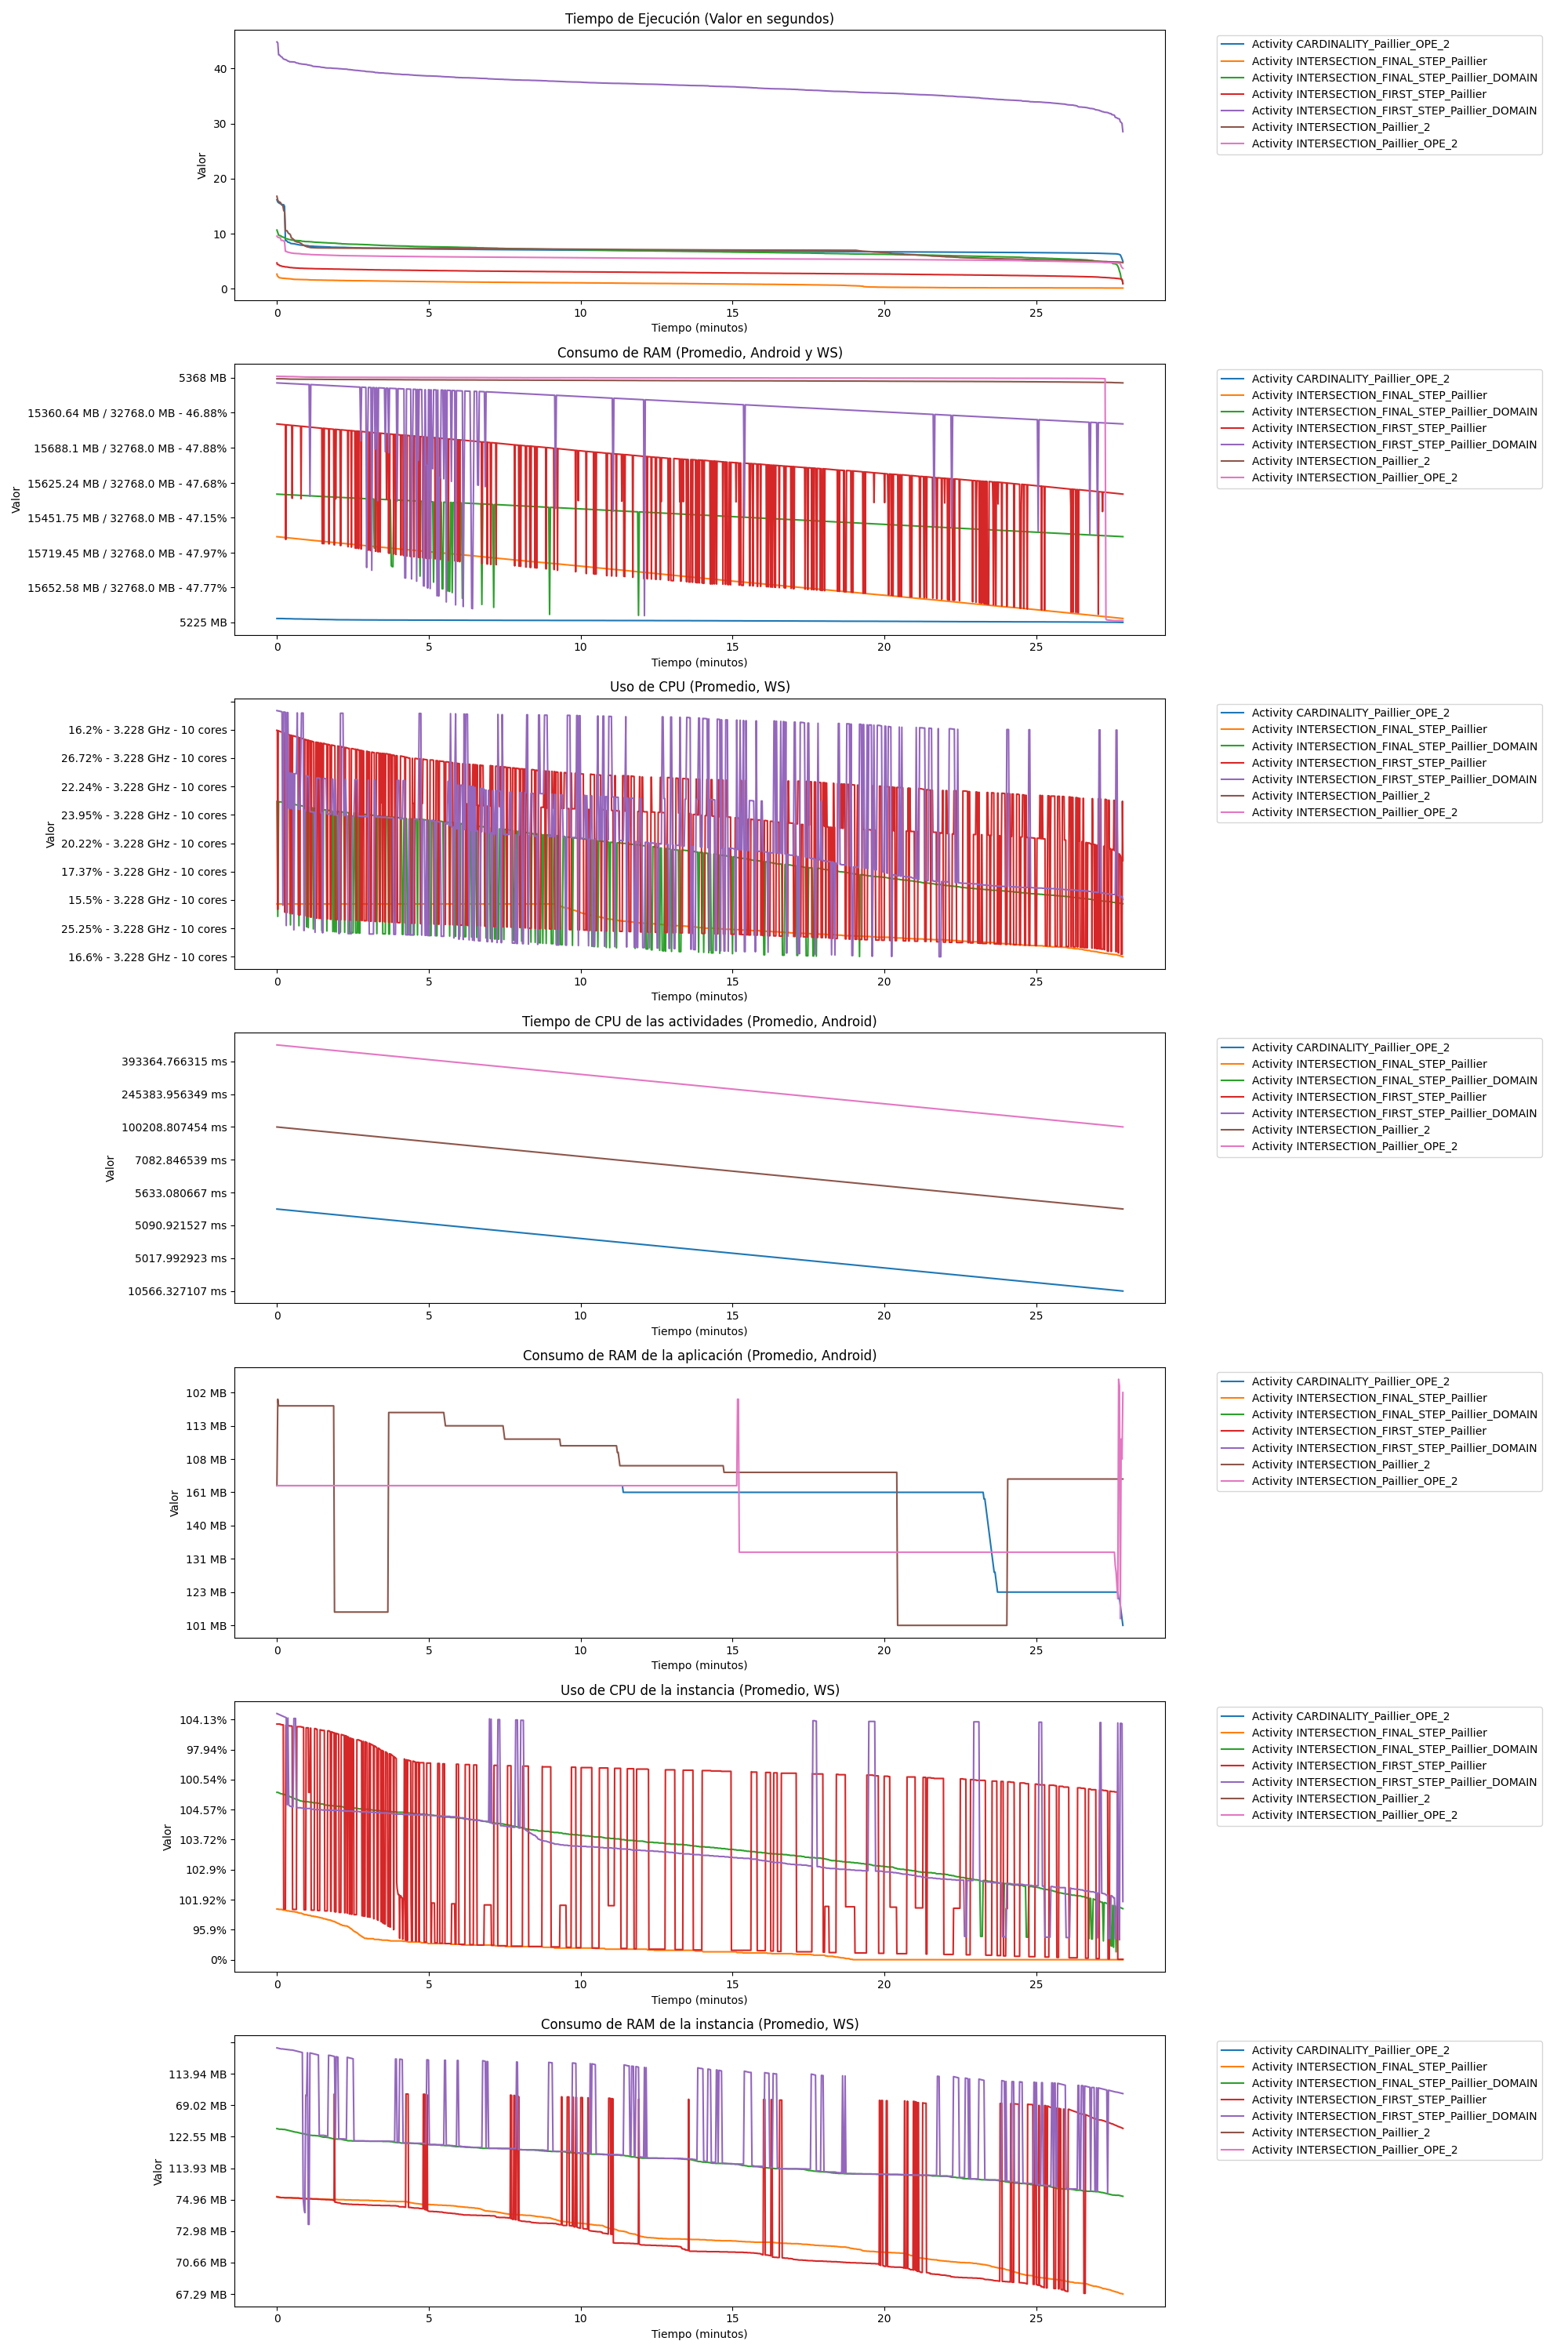 Tiempo de Ejecución (Valor en segundos)
Valor
40
30
20
10
0
0 5 10 15 20 25
Tiempo (minutos)
Activity CARDINALITY_Paillier_OPE_2
Activity INTERSECTION_FINAL_STEP_Paillier
Activity INTERSECTION_FINAL_STEP_Paillier_DOMAIN
Activity INTERSECTION_FIRST_STEP_Paillier
Activity INTERSECTION_FIRST_STEP_Paillier_DOMAIN
Activity INTERSECTION_Paillier_2
Activity INTERSECTION_Paillier_OPE_2
Consumo de RAM (Promedio, Android y WS)
Valor
5368 MB
15360.64 MB / 32768.0 MB - 46.88%
15688.1 MB / 32768.0 MB - 47.88%
15625.24 MB / 32768.0 MB - 47.68%
15451.75 MB / 32768.0 MB - 47.15%
15719.45 MB / 32768.0 MB - 47.97%
15652.58 MB / 32768.0 MB - 47.77%
5225 MB
0 5 10 15 20 25
Tiempo (minutos)
Activity CARDINALITY_Paillier_OPE_2
Activity INTERSECTION_FINAL_STEP_Paillier
Activity INTERSECTION_FINAL_STEP_Paillier_DOMAIN
Activity INTERSECTION_FIRST_STEP_Paillier
Activity INTERSECTION_FIRST_STEP_Paillier_DOMAIN
Activity INTERSECTION_Paillier_2
Activity INTERSECTION_Paillier_OPE_2
Uso de CPU (Promedio, WS)
Valor
16.2% - 3.228 GHz - 10 cores
26.72% - 3.228 GHz - 10 cores
22.24% - 3.228 GHz - 10 cores
23.95% - 3.228 GHz - 10 cores
20.22% - 3.228 GHz - 10 cores
17.37% - 3.228 GHz - 10 cores
15.5% - 3.228 GHz - 10 cores
25.25% - 3.228 GHz - 10 cores
16.6% - 3.228 GHz - 10 cores
0 5 10 15 20 25
Tiempo (minutos)
Activity CARDINALITY_Paillier_OPE_2
Activity INTERSECTION_FINAL_STEP_Paillier
Activity INTERSECTION_FINAL_STEP_Paillier_DOMAIN
Activity INTERSECTION_FIRST_STEP_Paillier
Activity INTERSECTION_FIRST_STEP_Paillier_DOMAIN
Activity INTERSECTION_Paillier_2
Activity INTERSECTION_Paillier_OPE_2
Tiempo de CPU de las actividades (Promedio, Android)
Valor
393364.766315 ms
245383.956349 ms
100208.807454 ms
7082.846539 ms
5633.080667 ms
5090.921527 ms
5017.992923 ms
10566.327107 ms
0 5 10 15 20 25
Tiempo (minutos)
Activity CARDINALITY_Paillier_OPE_2
Activity INTERSECTION_FINAL_STEP_Paillier
Activity INTERSECTION_FINAL_STEP_Paillier_DOMAIN
Activity INTERSECTION_FIRST_STEP_Paillier
Activity INTERSECTION_FIRST_STEP_Paillier_DOMAIN
Activity INTERSECTION_Paillier_2
Activity INTERSECTION_Paillier_OPE_2
Consumo de RAM de la aplicación (Promedio, Android)
Valor
102 MB
113 MB
108 MB
161 MB
140 MB
131 MB
123 MB
101 MB
0 5 10 15 20 25
Tiempo (minutos)
Activity CARDINALITY_Paillier_OPE_2
Activity INTERSECTION_FINAL_STEP_Paillier
Activity INTERSECTION_FINAL_STEP_Paillier_DOMAIN
Activity INTERSECTION_FIRST_STEP_Paillier
Activity INTERSECTION_FIRST_STEP_Paillier_DOMAIN
Activity INTERSECTION_Paillier_2
Activity INTERSECTION_Paillier_OPE_2
Uso de CPU de la instancia (Promedio, WS)
Valor
104.13%
97.94%
100.54%
104.57%
103.72%
102.9%
101.92%
95.9%
0%
0 5 10 15 20 25
Tiempo (minutos)
Activity CARDINALITY_Paillier_OPE_2
Activity INTERSECTION_FINAL_STEP_Paillier
Activity INTERSECTION_FINAL_STEP_Paillier_DOMAIN
Activity INTERSECTION_FIRST_STEP_Paillier
Activity INTERSECTION_FIRST_STEP_Paillier_DOMAIN
Activity INTERSECTION_Paillier_2
Activity INTERSECTION_Paillier_OPE_2
Consumo de RAM de la instancia (Promedio, WS)
Valor
113.94 MB
69.02 MB
122.55 MB
113.93 MB
74.96 MB
72.98 MB
70.66 MB
67.29 MB
0 5 10 15 20 25
Tiempo (minutos)
Activity CARDINALITY_Paillier_OPE_2
Activity INTERSECTION_FINAL_STEP_Paillier
Activity INTERSECTION_FINAL_STEP_Paillier_DOMAIN
Activity INTERSECTION_FIRST_STEP_Paillier
Activity INTERSECTION_FIRST_STEP_Paillier_DOMAIN
Activity INTERSECTION_Paillier_2
Activity INTERSECTION_Paillier_OPE_2